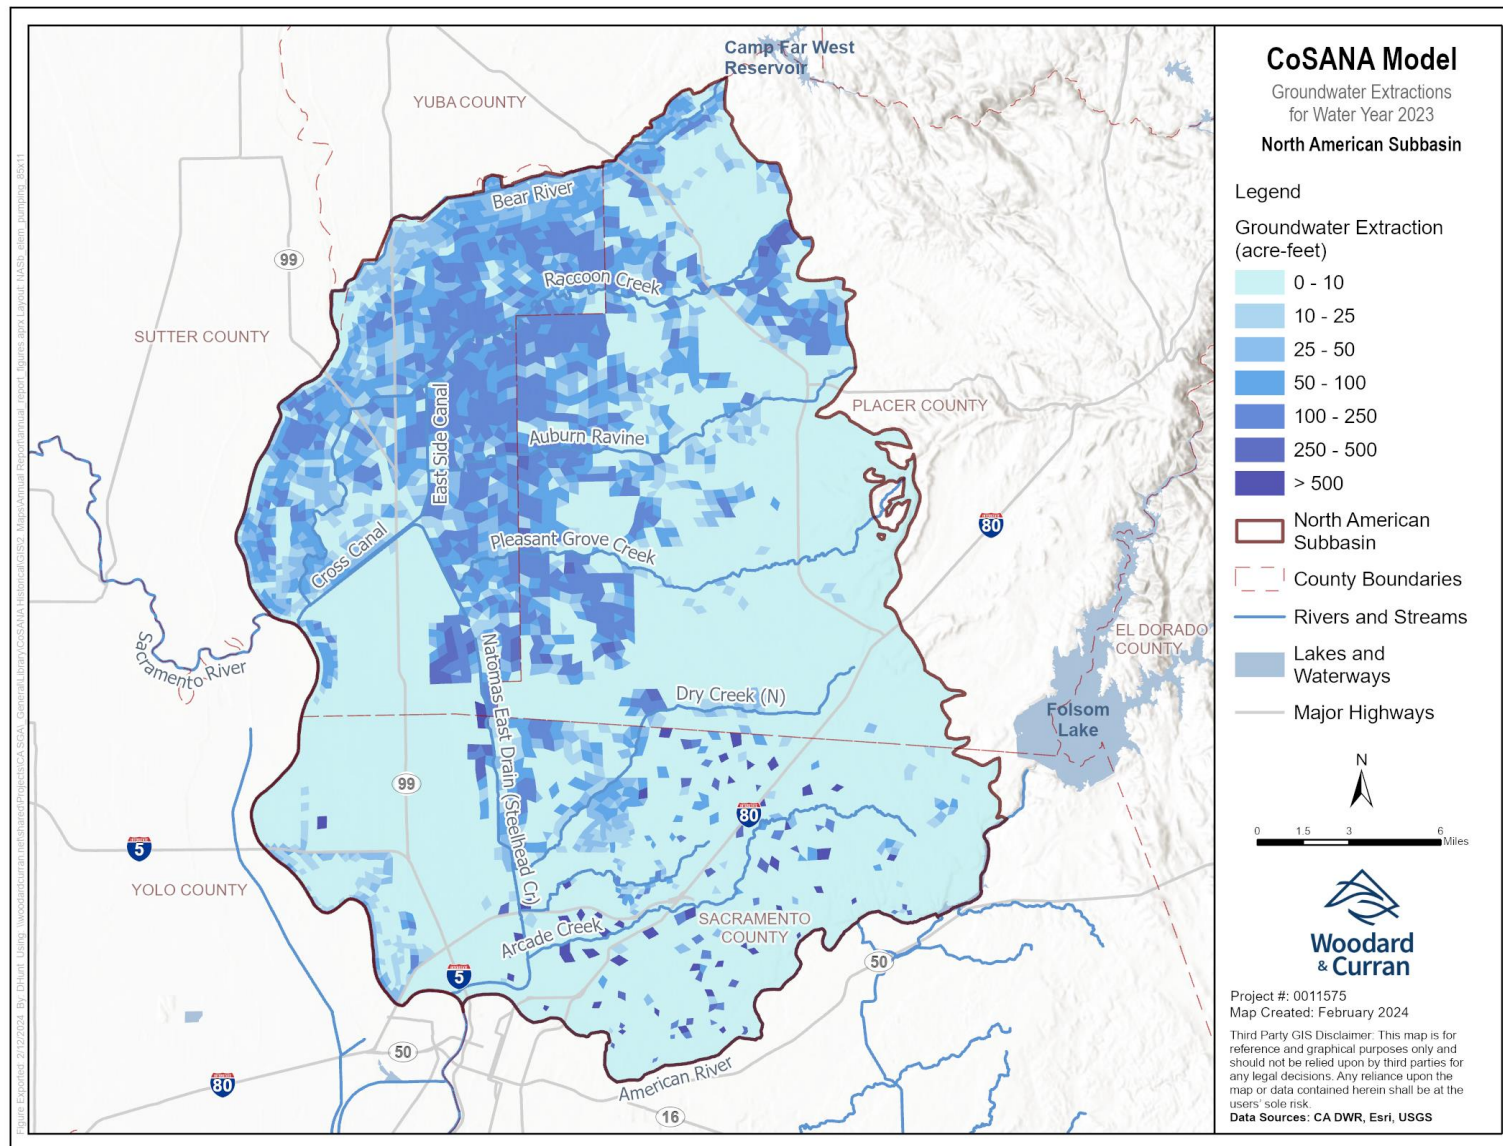 Camp Far West
Reservoir
YUBA COUNTY
Bear River
99
Raccoon Creek
SUTTER COUNTY
East Side Canal
PLACER COUNTY
Auburn Ravine
80
Cross Canal
Pleasant Grove Creek
Sacramento River
EL DORADO
COUNTY
Natomas East Drain (Steelhead Cr)
Dry Creek (N)
Folsom
Lake
99
80
5
YOLO COUNTY
SACRAMENTO
COUNTY
Arcade Creek
5
50
50
80
American River
16
CoSANA Model
Groundwater Extractions
for Water Year 2023
North American Subbasin
Legend
Groundwater Extraction
(acre-feet)
0 - 10
10 - 25
25 - 50
50 - 100
100 - 250
250 - 500
> 500
North American
Subbasin
County Boundaries
Rivers and Streams
Lakes and
Waterways
Major Highways
N
0 1.5 3 6
Miles
Woodard
& Curran
Project #: 0011575
Map Created: February 2024
Third Party GIS Disclaimer: This map is for
reference and graphical purposes only and
should not be relied upon by third parties for
any legal decisions. Any reliance upon the
map or data contained herein shall be at the
users' sole risk.
Data Sources: CA DWR, Esri, USGS
Figure Exported: 2/12/2024 By: DHunt Using: